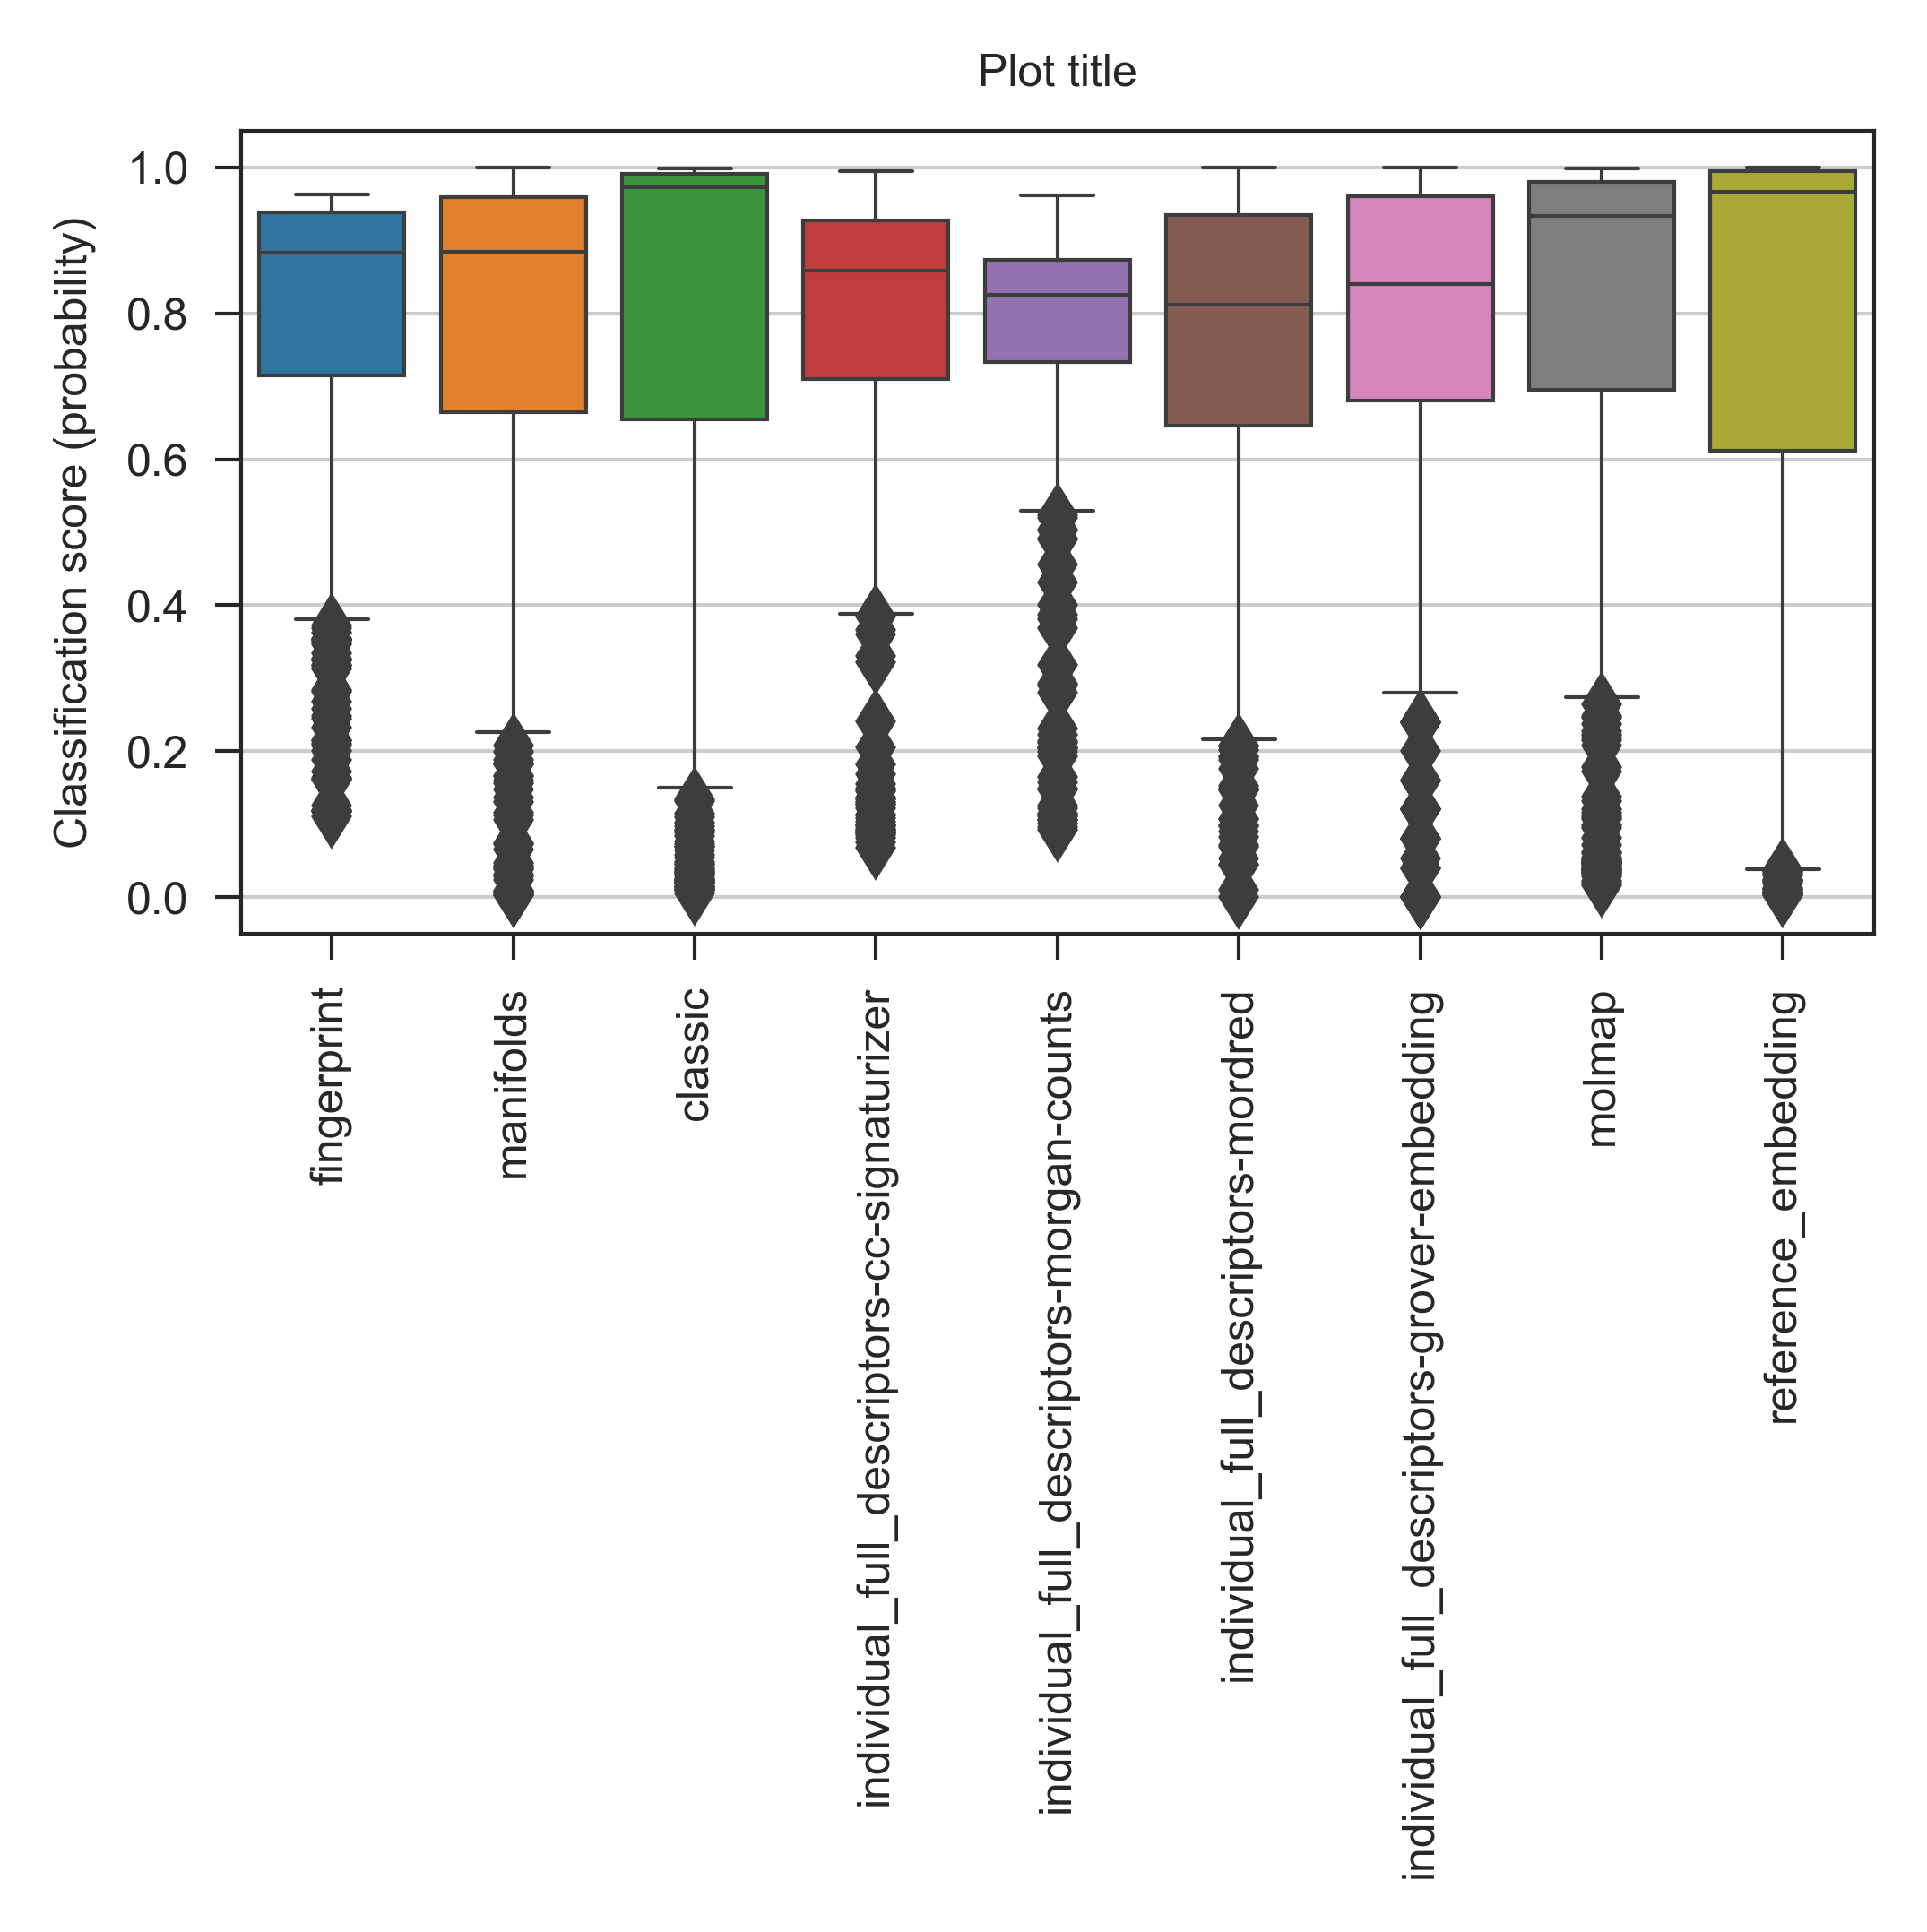 Plot title
Classification score (probability)
1.0
0.8
0.6
0.4
0.2
0.0
fingerprint
manifolds
classic
individual_full_descriptors-cc-signaturizer
individual_full_descriptors-morgan-counts
individual_full_descriptors-mordred
individual_full_descriptors-grover-embedding
molmap
reference_embedding